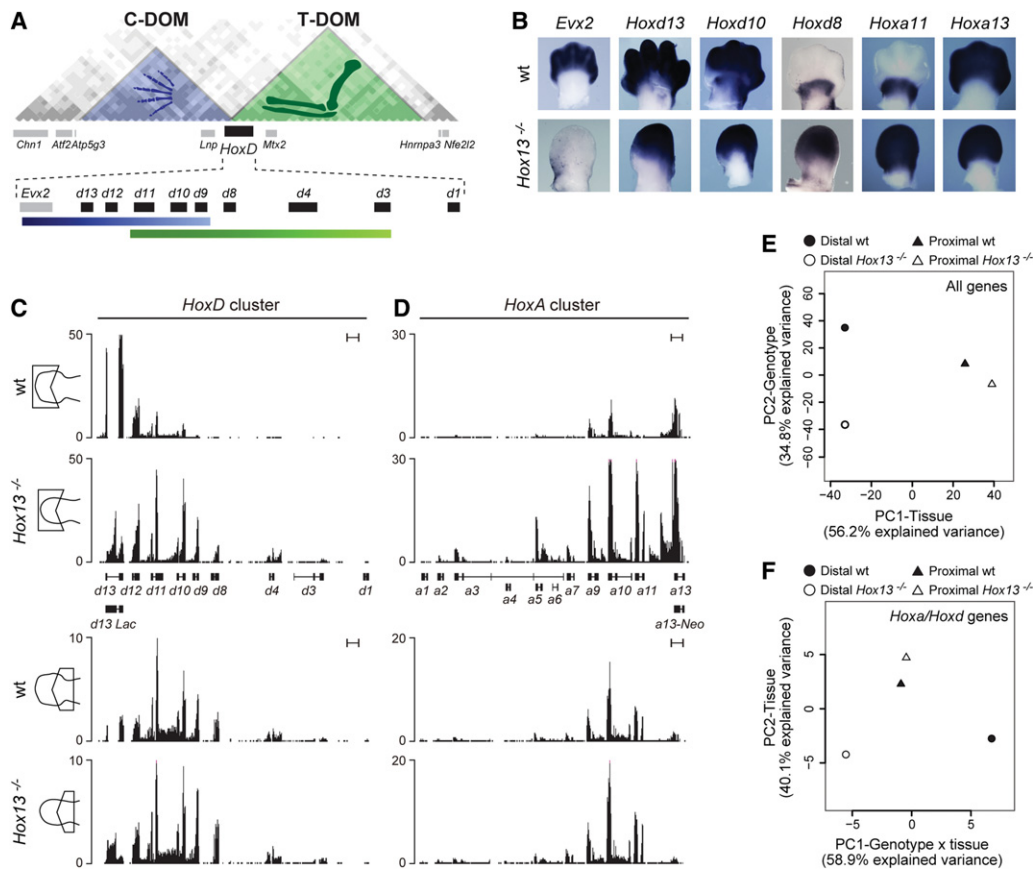 A
C-DOM T-DOM
Chn1 Atf2 Atp5g3 Lnp HoxD Mtx2 Hnrnpa3 Nfe2l2
Evx2 d13 d12 d11 d10 d9 d8 d4 d3 d1
B
Evx2 Hoxd13 Hoxd10 Hoxd8 Hoxa11 Hoxa13
wt
Hox13 -/-
C
HoxD cluster
wt
50
0
Hox13 -/-
50
0
d13 d12 d11 d10 d9 d8 d4 d3 d1
d13 Lac
wt
10
0
Hox13 -/-
10
0
D
HoxA cluster
30
0
30
0
a1 a2 a3 a4 a5 a6 a7 a9 a10 a11 a13
a13-Neo
20
0
20
0
E
Distal wt Proximal wt
Distal Hox13 -/- Proximal Hox13 -/-
All genes
PC2-Genotype
(34.8% explained variance)
60
40
20
0
−20
−40
−60
−40 −20 0 20 40
PC1-Tissue
(56.2% explained variance)
F
Distal wt Proximal wt
Distal Hox13 -/- Proximal Hox13 -/-
Hoxa/Hoxd genes
PC2-Tissue
(40.1% explained variance)
5
0
−5
−5 0 5
PC1-Genotype x tissue
(58.9% explained variance)